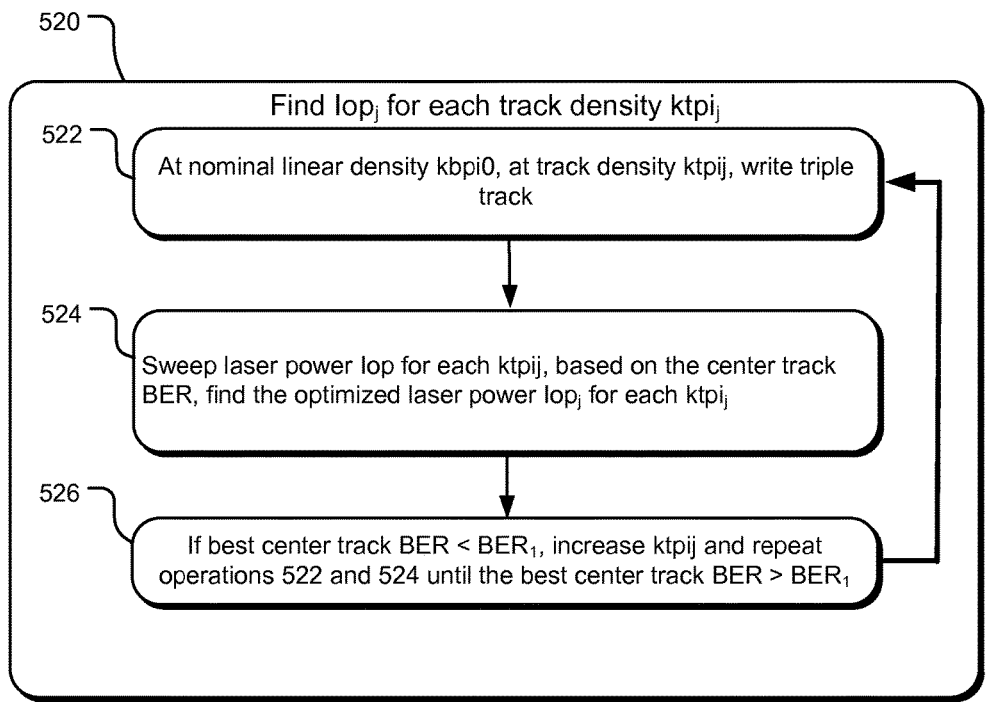 520
Find Iopj for each track density ktpij
522
At nominal linear density kbpi0, at track density ktpij, write triple
track
524
Sweep laser power Iop for each ktpij, based on the center track
BER, find the optimized laser power Iopj for each ktpij
526
If best center track BER < BER1, increase ktpij and repeat
operations 522 and 524 until the best center track BER > BER1